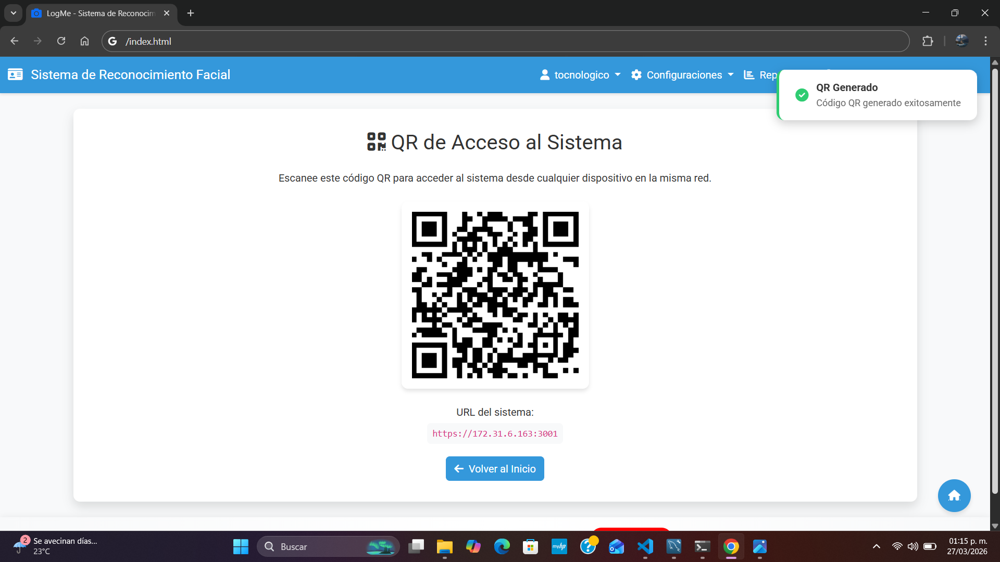 LogMe - Sistema de Reconocim
/index.html
Sistema de Reconocimiento Facial
tocnologico
Configuraciones
Rep
QR Generado
Código QR generado exitosamente
QR de Acceso al Sistema
Escanee este código QR para acceder al sistema desde cualquier dispositivo en la misma red.
URL del sistema:
https://172.31.6.163:3001
Volver al Inicio
2
Se avecinan días...
23°C
Buscar
myhp
01:15 p. m.
27/03/2026